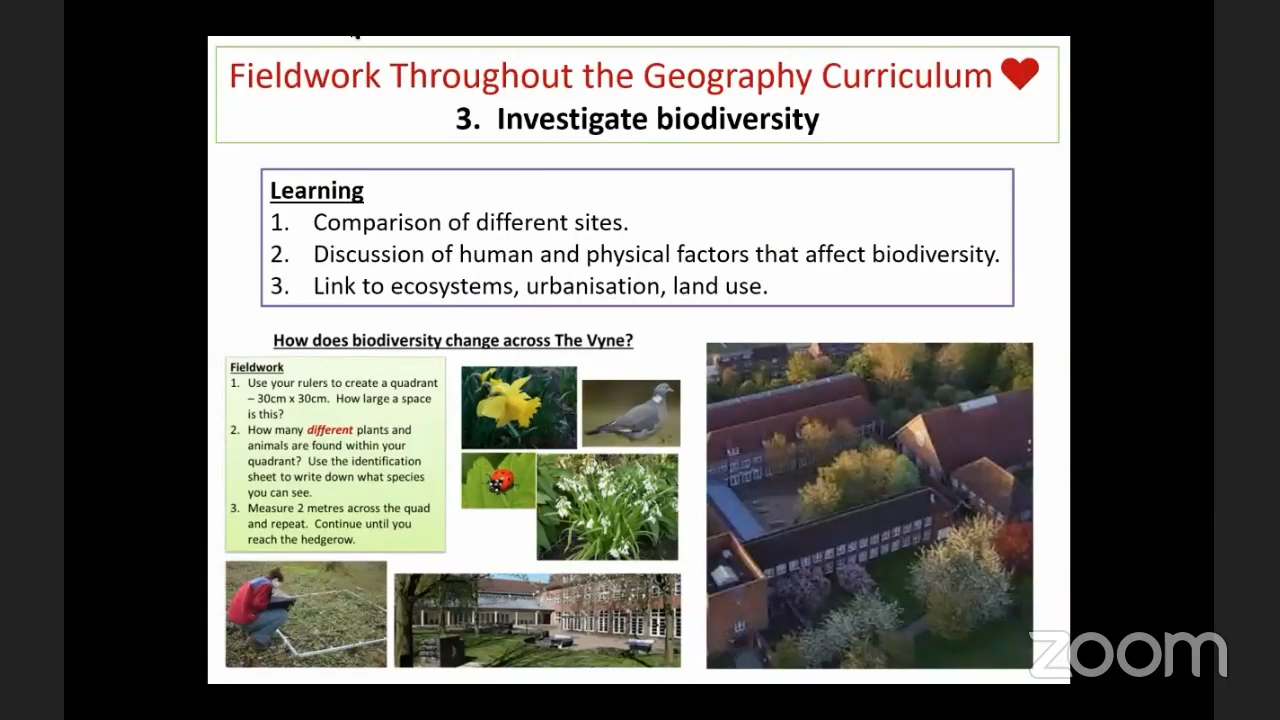 Fieldwork Throughout the Geography Curriculum
3. Investigate biodiversity
Learning
1. Comparison of different sites.
2. Discussion of human and physical factors that affect biodiversity.
3. Link to ecosystems, urbanisation, land use.
How does biodiversity change across The Vyne?
Fieldwork
1. Use your rulers to create a quadrant
– 30cm x 30cm. How large a space
is this?
2. How many different plants and
animals are found within your
quadrant? Use the identification
sheet to write down what species
you can see.
3. Measure 2 metres across the quad
and repeat. Continue until you
reach the hedgerow.
zoom